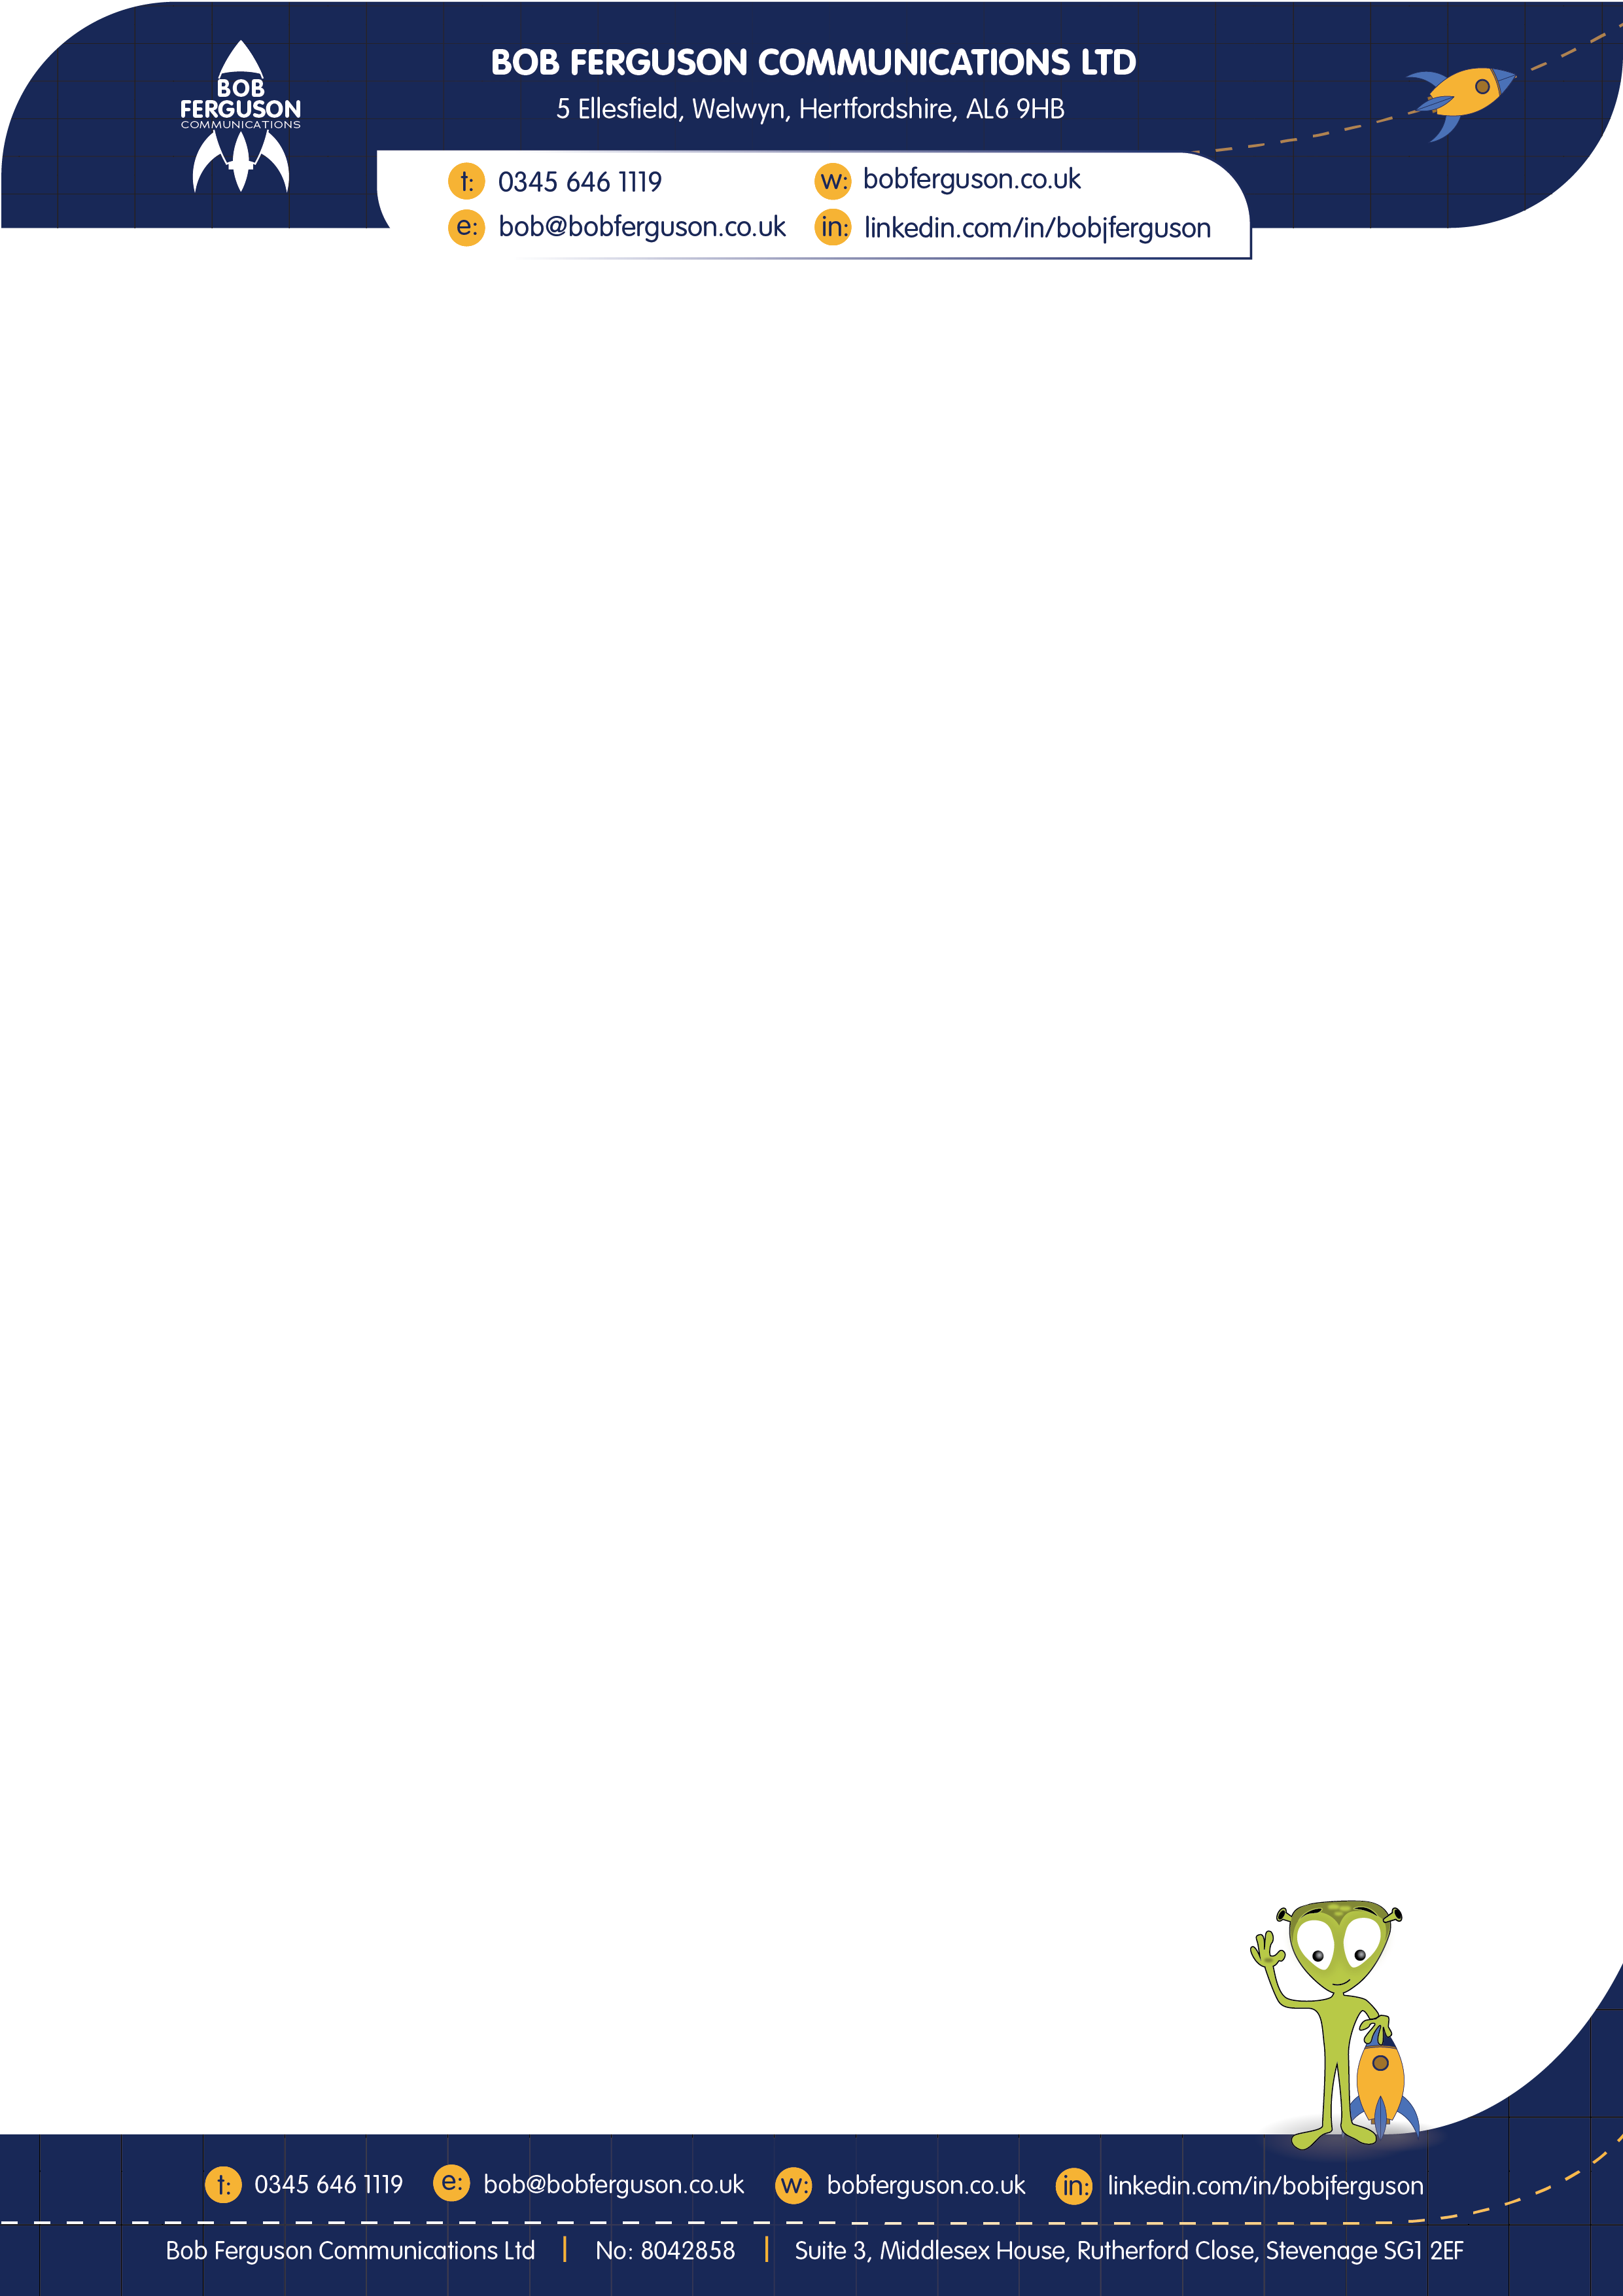 BOB
FERGUSON
COMMUNICATIONS
BOB FERGUSON COMMUNICATIONS LTD
5 Ellesfield, Welwyn, Hertfordshire, AL6 9HB
t: 0345 646 1119
w: bobferguson.co.uk
e: bob@bobferguson.co.uk
in: linkedin.com/in/bobjferguson
t: 0345 646 1119 e: bob@bobferguson.co.uk w: bobferguson.co.uk in: linkedin.com/in/bobjferguson
Bob Ferguson Communications Ltd | No: 8042858 | Suite 3, Middlesex House, Rutherford Close, Stevenage SG1 2EF